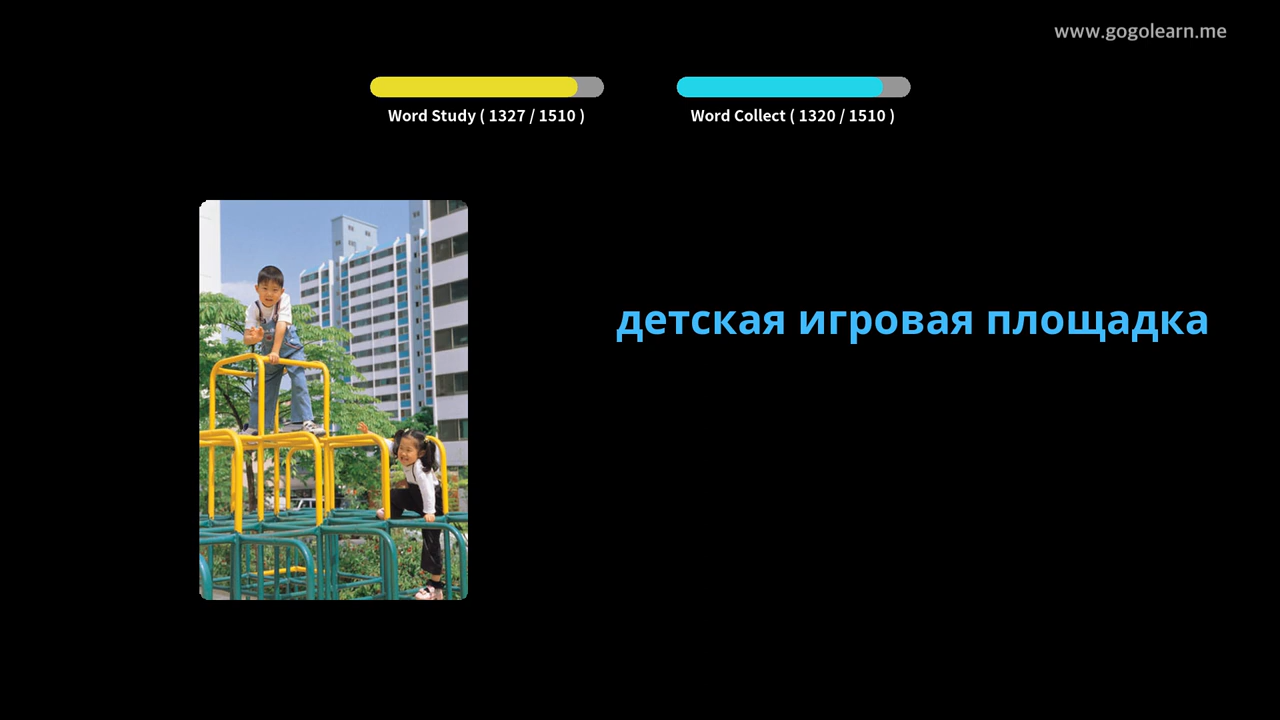 www.gogolearn.me
Word Study ( 1327 / 1510 )
Word Collect ( 1320 / 1510 )
детская игровая площадка